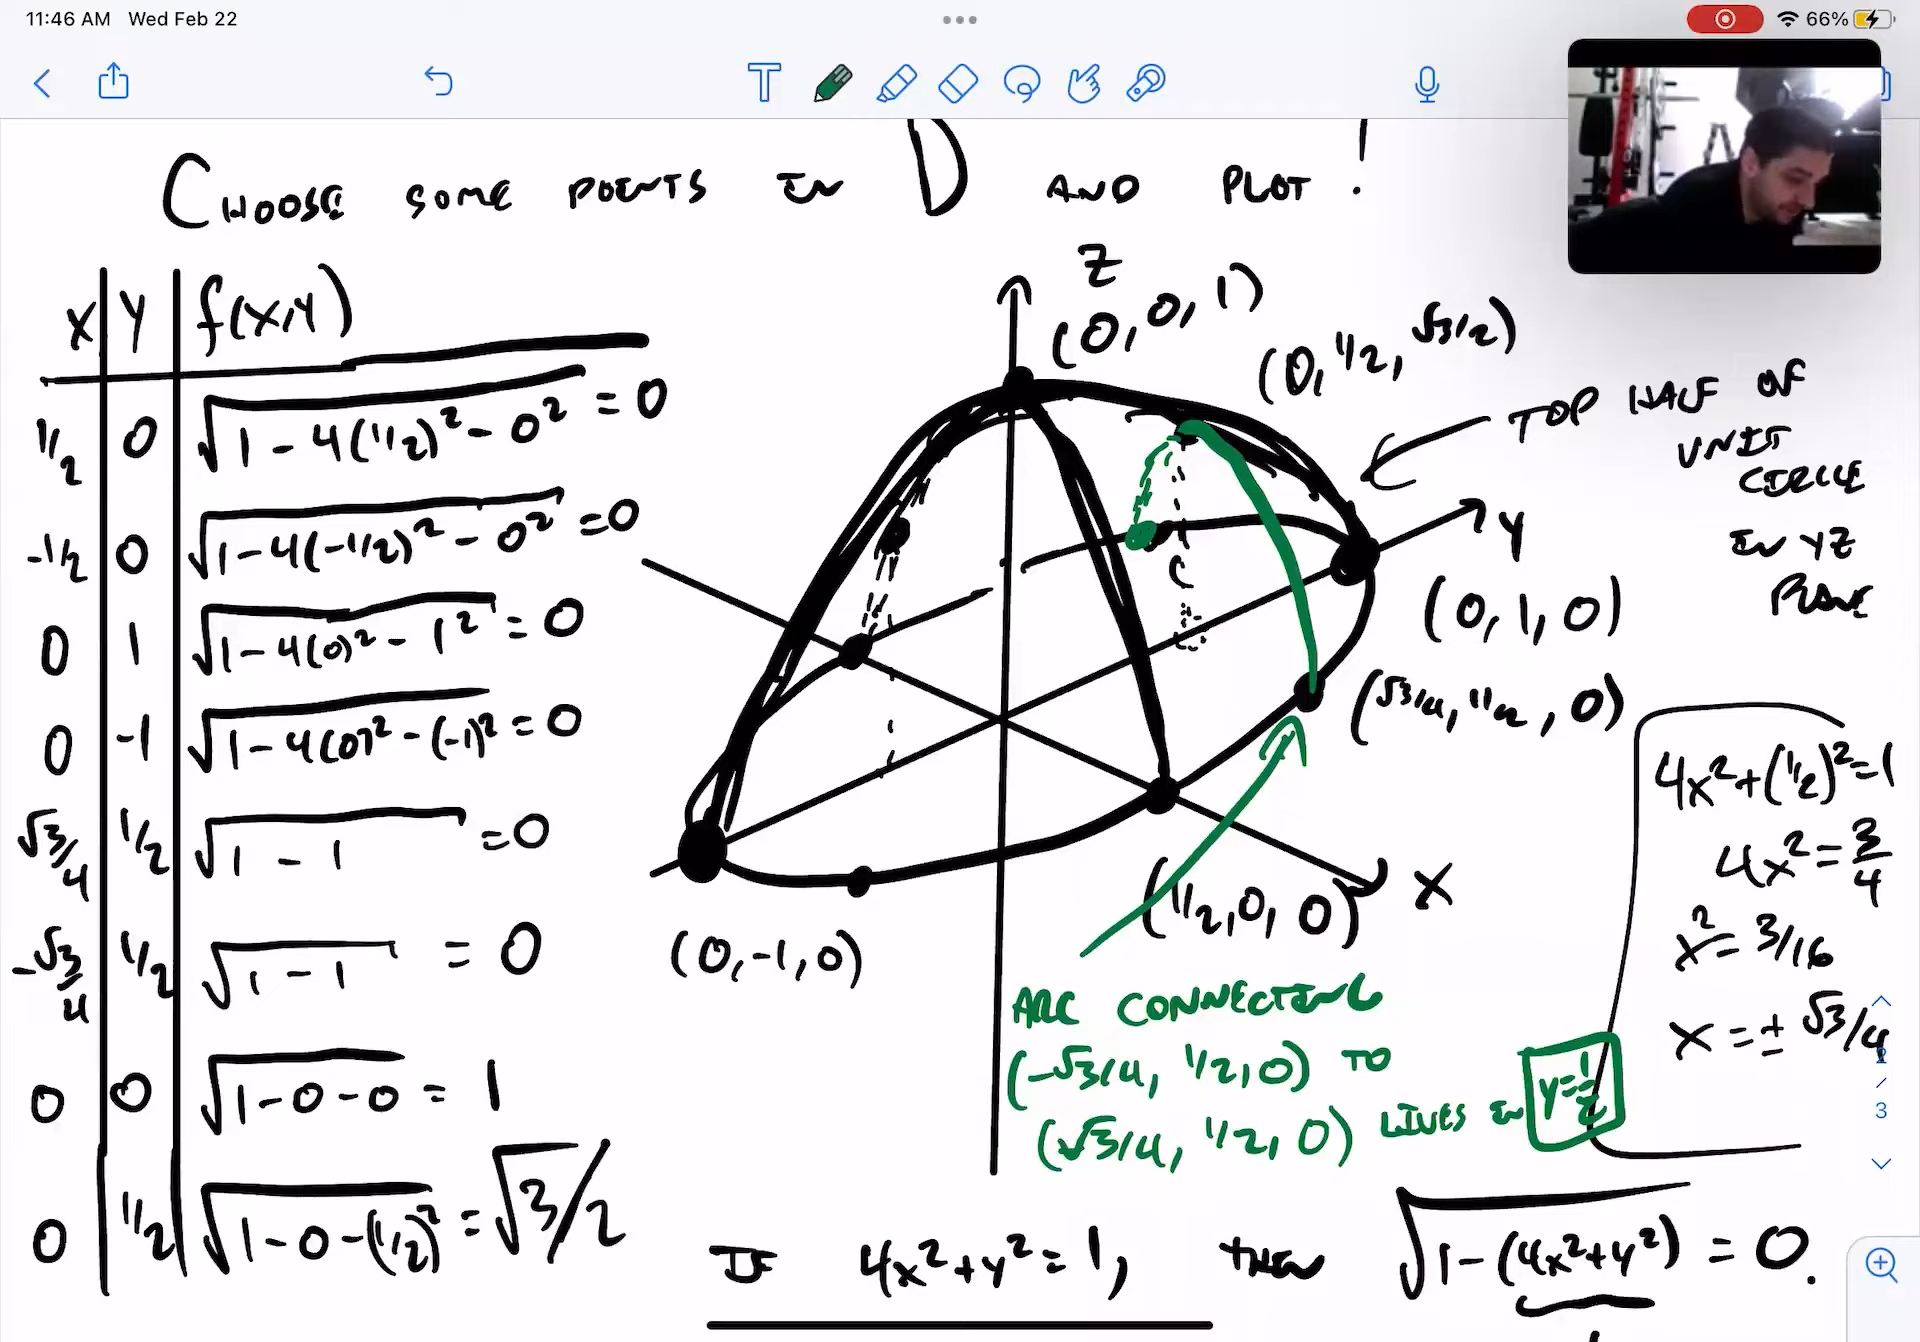 11:46 AM Wed Feb 22
66%
CHOOSE SOME POINTS IN D AND PLOT!
X Y f(X,Y)
1/2 0 √(1-4(1/2)²-0²) = 0
-1/2 0 √(1-4(-1/2)²-0²) = 0
0 1 √(1-4(0)²-1²) = 0
0 -1 √(1-4(0)²-(-1)²) = 0
√3/4 1/2 √(1-1) = 0
-√3/4 1/2 √(1-1) = 0
0 0 √(1-0-0) = 1
0 1/2 √(1-0-(1/2)²) = √3/2
Z
(0,0,1)
(0,1/2,√3/2)
TOP HALF OF
UNIT
CIRCLE
IN YZ
PLANE
Y
(0,1,0)
(√3/4,1/2,0)
X
(1/2,0,0)
(0,-1,0)
ARC CONNECTING
(-√3/4, 1/2,0) TO
(√3/4, 1/2,0) LIVES IN y=1/2
4x²+(1/2)²=1
4x²=3/4
x²=3/16
x=±√3/4
2
/
3
IF 4x²+y²=1, THEN √(1-(4x²+y²)) = 0.